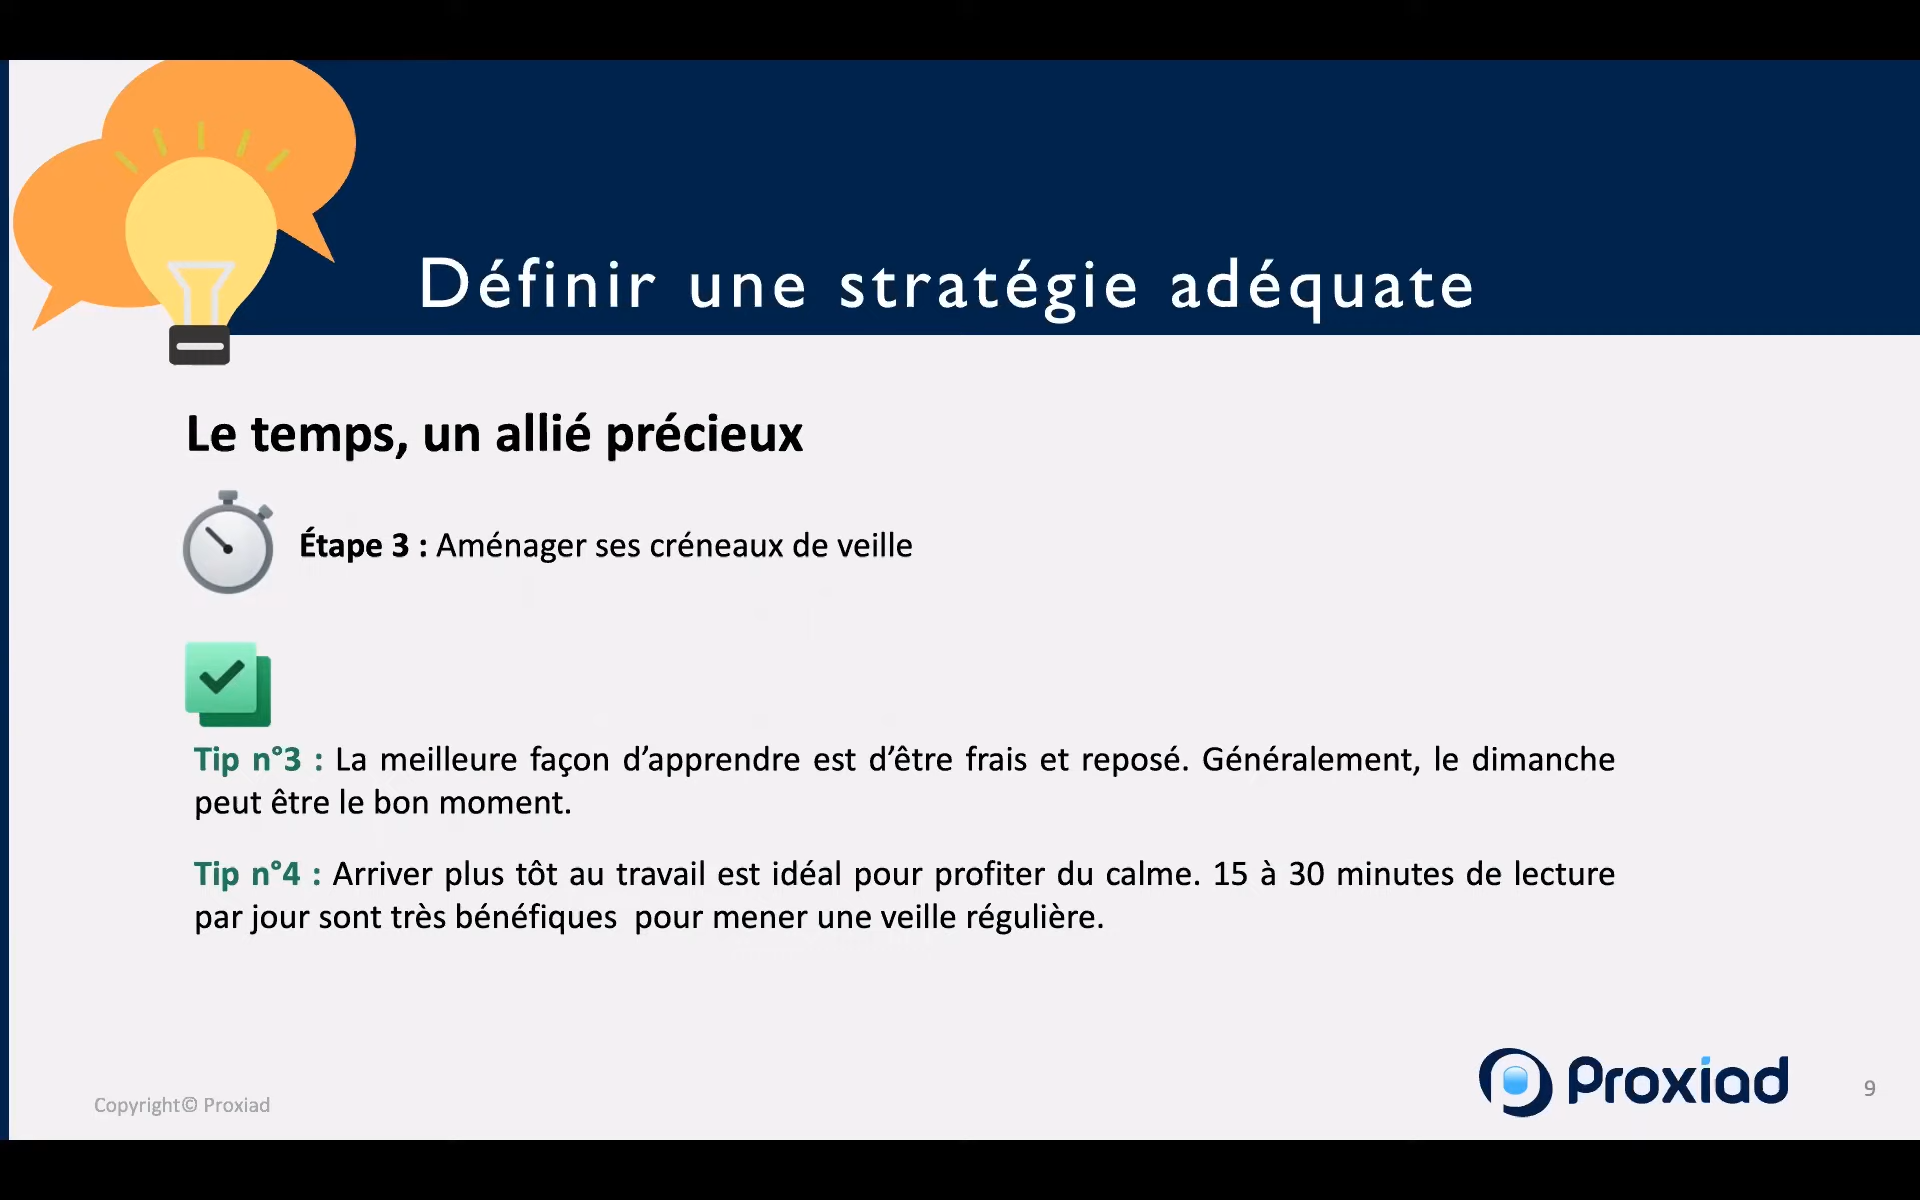 Définir une stratégie adéquate
Le temps, un allié précieux
Étape 3 : Aménager ses créneaux de veille
Tip n°3 : La meilleure façon d’apprendre est d’être frais et reposé. Généralement, le dimanche
peut être le bon moment.
Tip n°4 : Arriver plus tôt au travail est idéal pour profiter du calme. 15 à 30 minutes de lecture
par jour sont très bénéfiques  pour mener une veille régulière.
Copyright© Proxiad
Proxiad
9